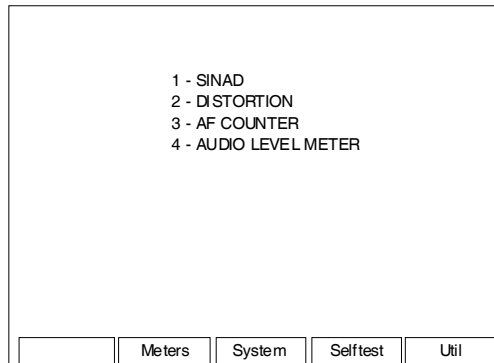 1 - SINAD
2 - DISTORTION
3 - AF COUNTER
4 - AUDIO LEVEL METER
Meters System Selftest Util